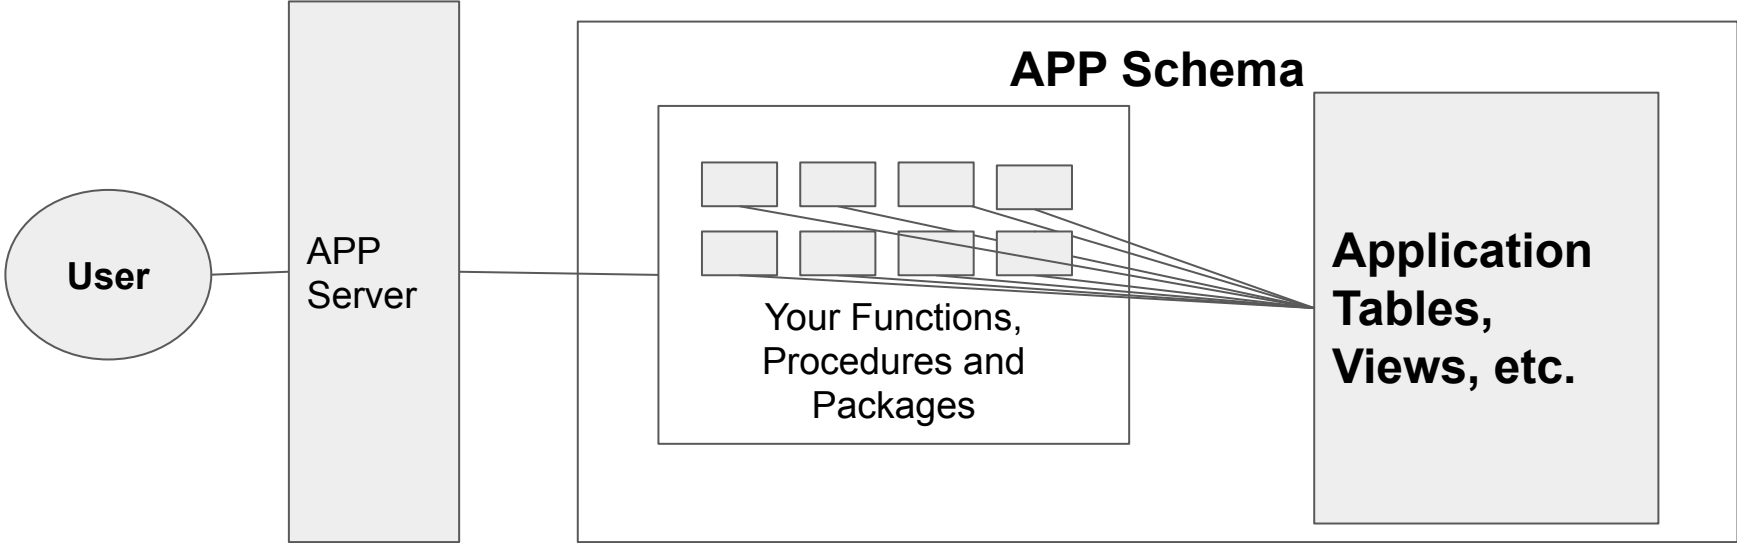 User
APP
Server
APP Schema
Your Functions,
Procedures and
Packages
Application
Tables,
Views, etc.